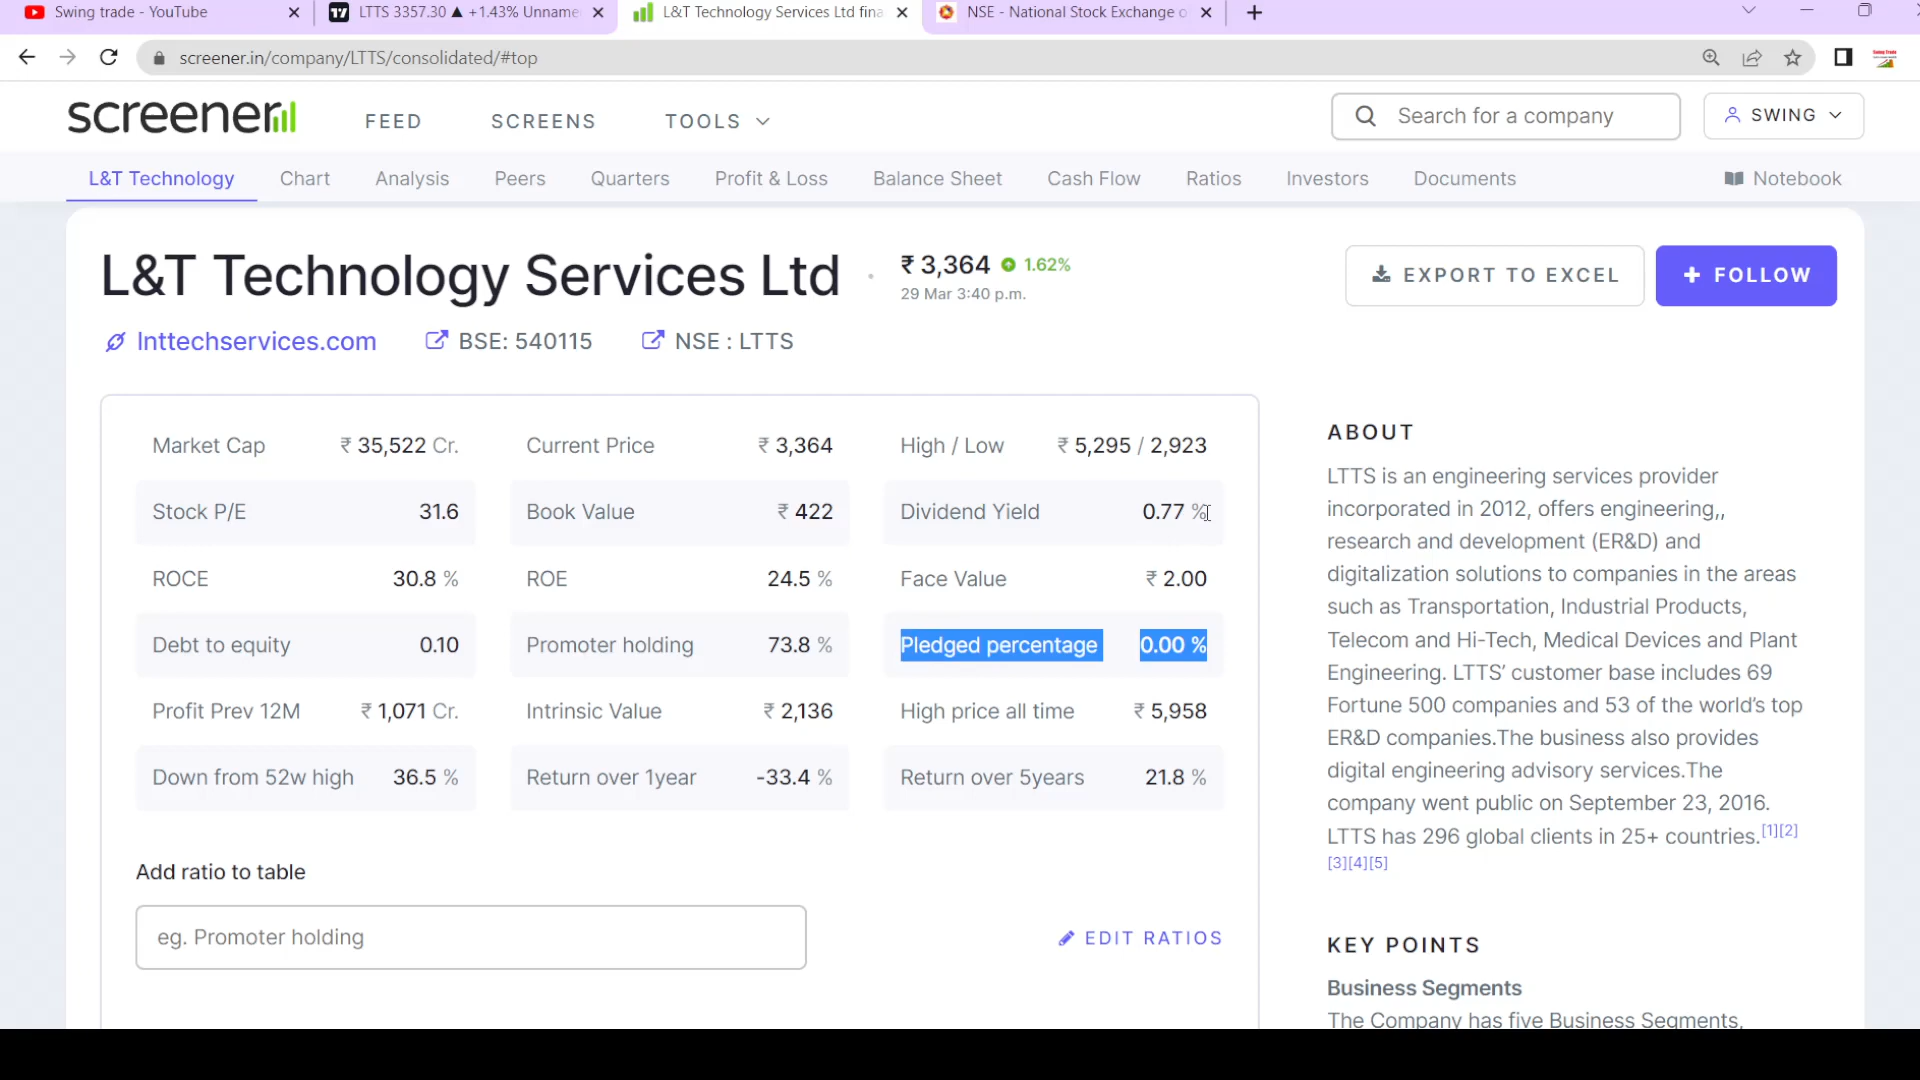 Swing trade - YouTube
LTTS 3357.30 ▲ +1.43% Unname
L&T Technology Services Ltd fina
NSE - National Stock Exchange o
screener.in/company/LTTS/consolidated/#top
screener
FEED
SCREENS
TOOLS
Search for a company
SWING
L&T Technology
Chart
Analysis
Peers
Quarters
Profit & Loss
Balance Sheet
Cash Flow
Ratios
Investors
Documents
Notebook
L&T Technology Services Ltd
₹ 3,364 1.62%
29 Mar 3:40 p.m.
EXPORT TO EXCEL
+ FOLLOW
lnttechservices.com
BSE: 540115
NSE : LTTS
Market Cap ₹ 35,522 Cr.
Current Price ₹ 3,364
High / Low ₹ 5,295 / 2,923
Stock P/E 31.6
Book Value ₹ 422
Dividend Yield 0.77 %
ROCE 30.8 %
ROE 24.5 %
Face Value ₹ 2.00
Debt to equity 0.10
Promoter holding 73.8 %
Pledged percentage 0.00 %
Profit Prev 12M ₹ 1,071 Cr.
Intrinsic Value ₹ 2,136
High price all time ₹ 5,958
Down from 52w high 36.5 %
Return over 1year -33.4 %
Return over 5years 21.8 %
Add ratio to table
eg. Promoter holding
EDIT RATIOS
ABOUT
LTTS is an engineering services provider
incorporated in 2012, offers engineering,,
research and development (ER&D) and
digitalization solutions to companies in the areas
such as Transportation, Industrial Products,
Telecom and Hi-Tech, Medical Devices and Plant
Engineering. LTTS’ customer base includes 69
Fortune 500 companies and 53 of the world’s top
ER&D companies.The business also provides
digital engineering advisory services.The
company went public on September 23, 2016.
LTTS has 296 global clients in 25+ countries.[1][2]
[3][4][5]
KEY POINTS
Business Segments
The Company has five Business Segments,